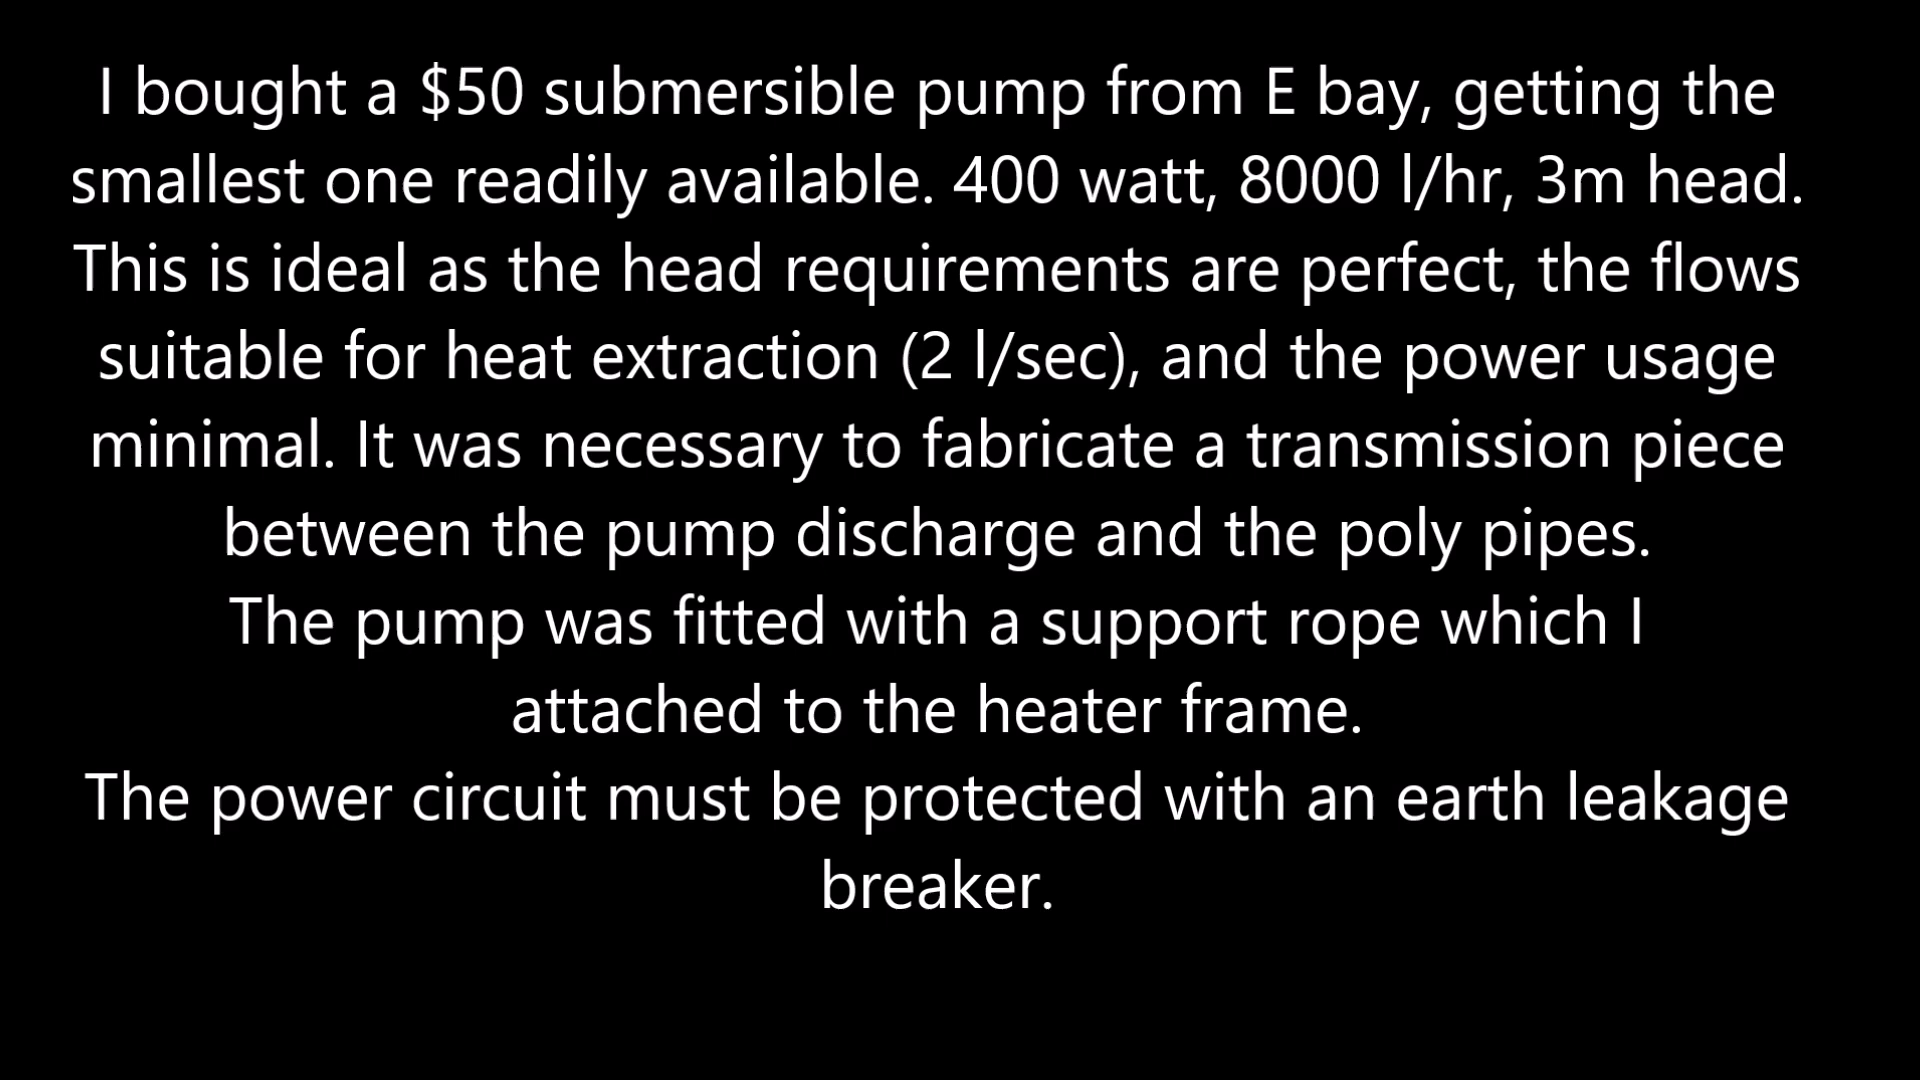 I bought a $50 submersible pump from E bay, getting the
smallest one readily available. 400 watt, 8000 l/hr, 3m head.
This is ideal as the head requirements are perfect, the flows
suitable for heat extraction (2 l/sec), and the power usage
minimal. It was necessary to fabricate a transmission piece
between the pump discharge and the poly pipes.
The pump was fitted with a support rope which I
attached to the heater frame.
The power circuit must be protected with an earth leakage
breaker.